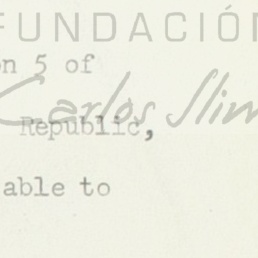 FUNDACIÓN
on 5 of
Carlos Slim
Republic,
able to